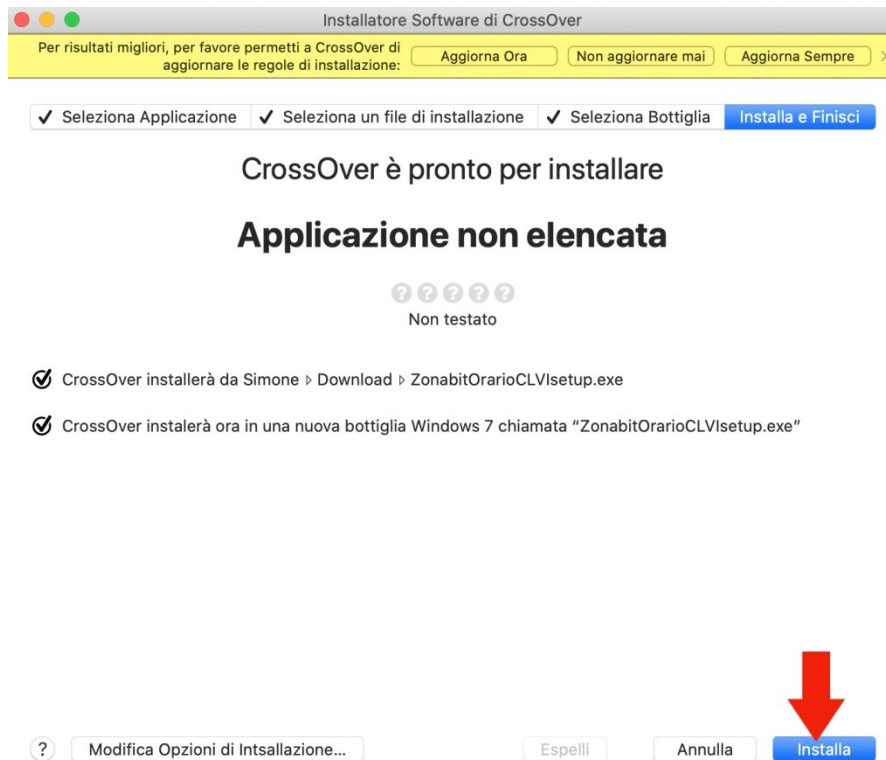 Installatore Software di CrossOver
Per risultati migliori, per favore permetti a CrossOver di
aggiornare le regole di installazione:
Aggiorna Ora
Non aggiornare mai
Aggiorna Sempre
✓ Seleziona Applicazione
✓ Seleziona un file di installazione
✓ Seleziona Bottiglia
Installa e Finisci
CrossOver è pronto per installare
Applicazione non elencata
? ? ? ? ?
Non testato
CrossOver installerà da Simone ▹ Download ▹ ZonabitOrarioCLVIsetup.exe
CrossOver instalerà ora in una nuova bottiglia Windows 7 chiamata “ZonabitOrarioCLVIsetup.exe”
?
Modifica Opzioni di Intsallazione...
Espelli
Annulla
Installa